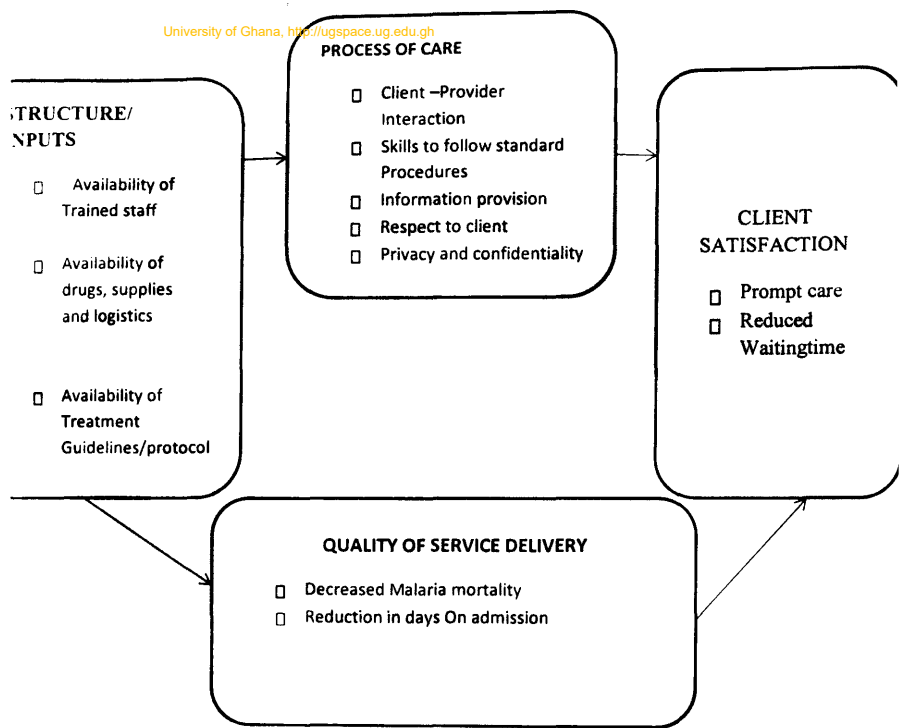 University of Ghana, http://ugspace.ug.edu.gh
PROCESS OF CARE
Client –Provider
Interaction
Skills to follow standard
Procedures
Information provision
Respect to client
Privacy and confidentiality
STRUCTURE/
INPUTS
Availability of
Trained staff
Availability of
drugs, supplies
and logistics
Availability of
Treatment
Guidelines/protocol
CLIENT
SATISFACTION
Prompt care
Reduced
Waitingtime
QUALITY OF SERVICE DELIVERY
Decreased Malaria mortality
Reduction in days On admission